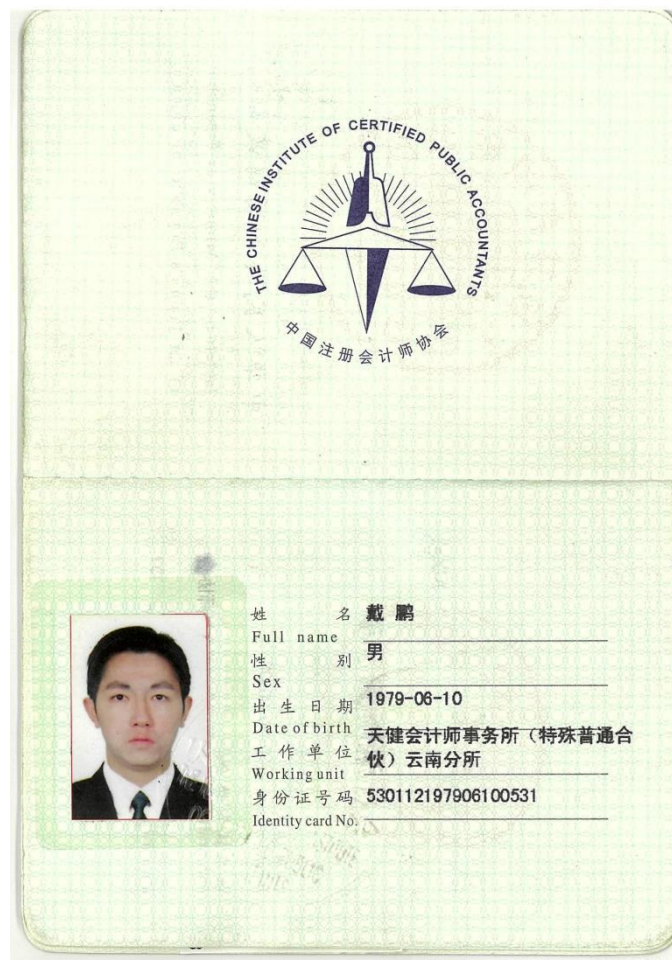 THE CHINESE INSTITUTE OF CERTIFIED PUBLIC ACCOUNTANTS
中国注册会计师协会
姓 名 戴 鹏
Full name
性 别 男
Sex
出生日期 1979-06-10
Date of birth
工作单位 天健会计师事务所（特殊普通合
伙）云南分所
Working unit
身份证号码 530112197906100531
Identity card No.